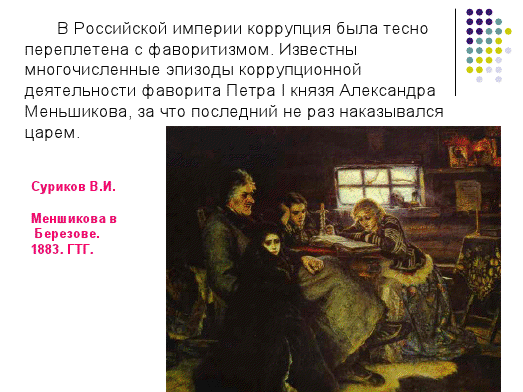 В Российской империи коррупция была тесно
переплетена с фаворитизмом. Известны
многочисленные эпизоды коррупционной
деятельности фаворита Петра I князя Александра
Меньшикова, за что последний не раз наказывался
царем.
Суриков В.И.
Меншикова в
Березове.
1883. ГТГ.